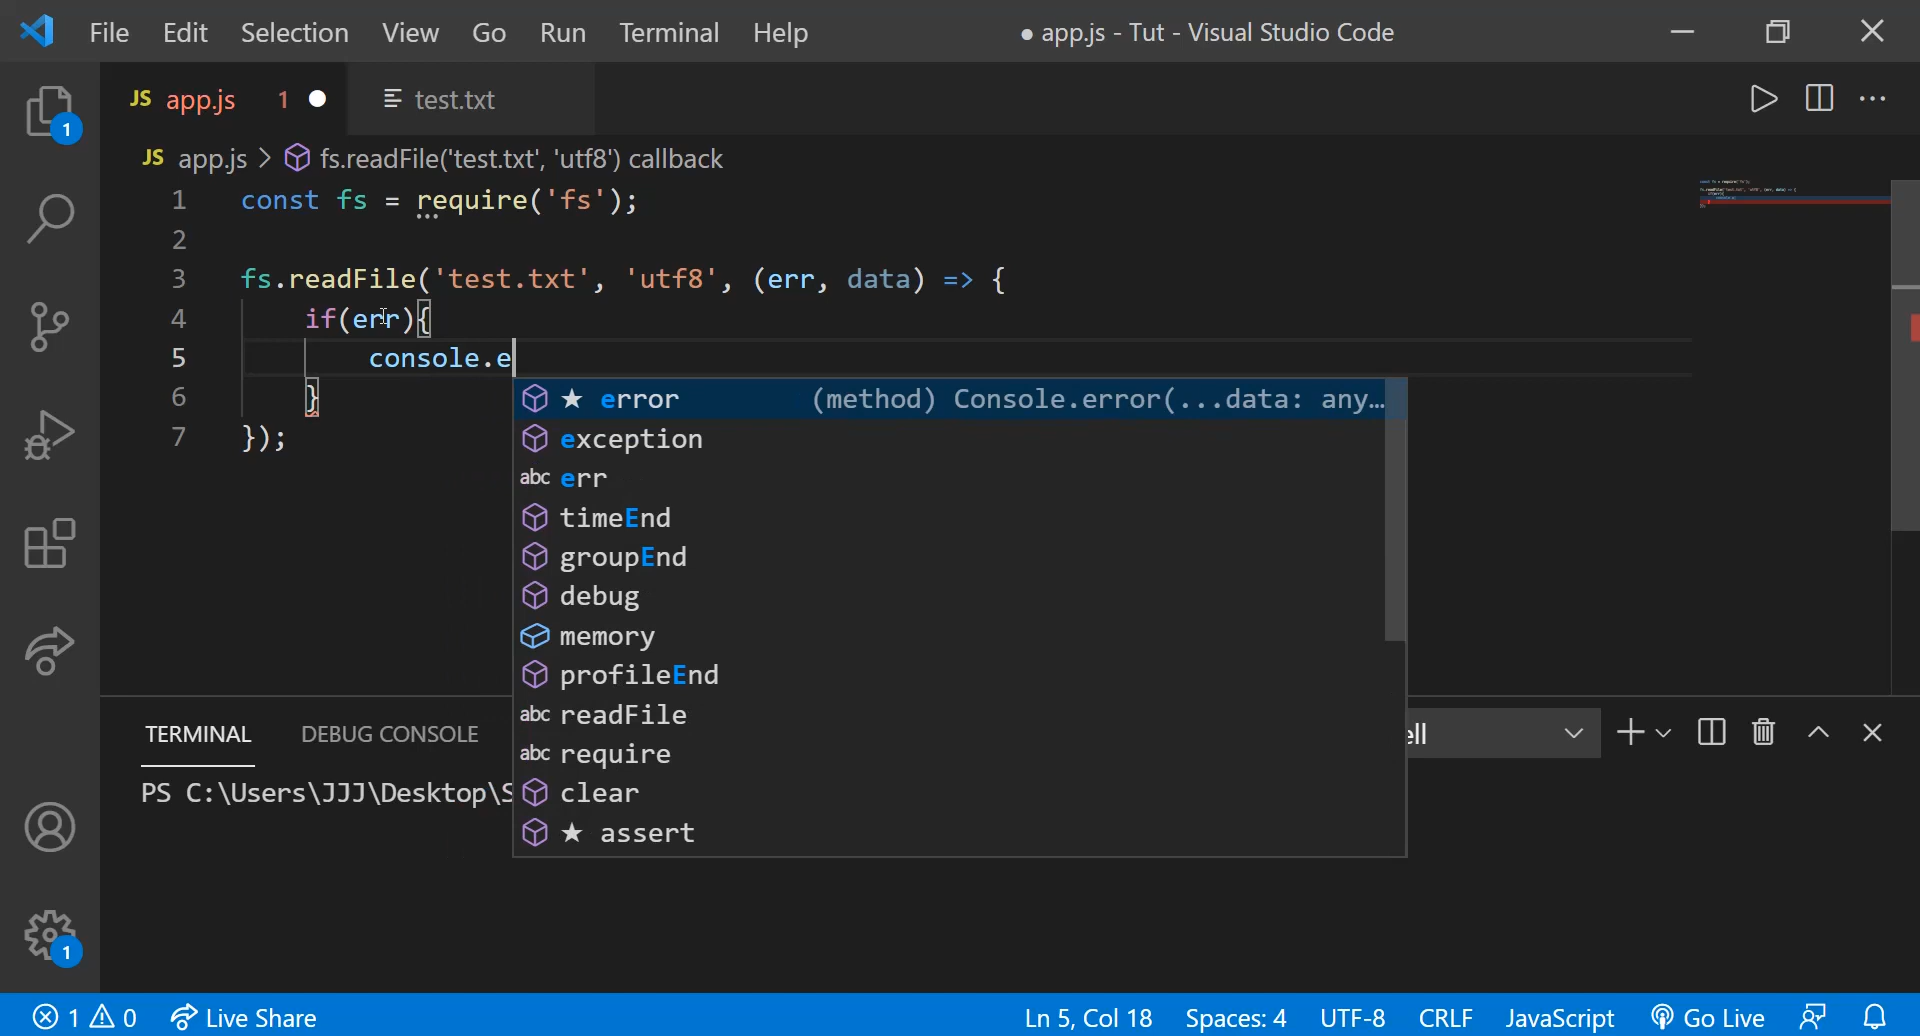 File Edit Selection View Go Run Terminal Help ● app.js - Tut - Visual Studio Code
JS app.js 1 test.txt
JS app.js > fs.readFile('test.txt', 'utf8') callback
1 const fs = require('fs');
2
3 fs.readFile('test.txt', 'utf8', (err, data) => {
4 if(err){
5 console.e
6 }
7 });
★ error (method) Console.error(...data: any...
exception
abc err
timeEnd
groupEnd
debug
memory
profileEnd
abc readFile
abc require
clear
★ assert
1
1
TERMINAL DEBUG CONSOLE ell
PS C:\Users\JJJ\Desktop\S
1 0 Live Share Ln 5, Col 18 Spaces: 4 UTF-8 CRLF JavaScript Go Live